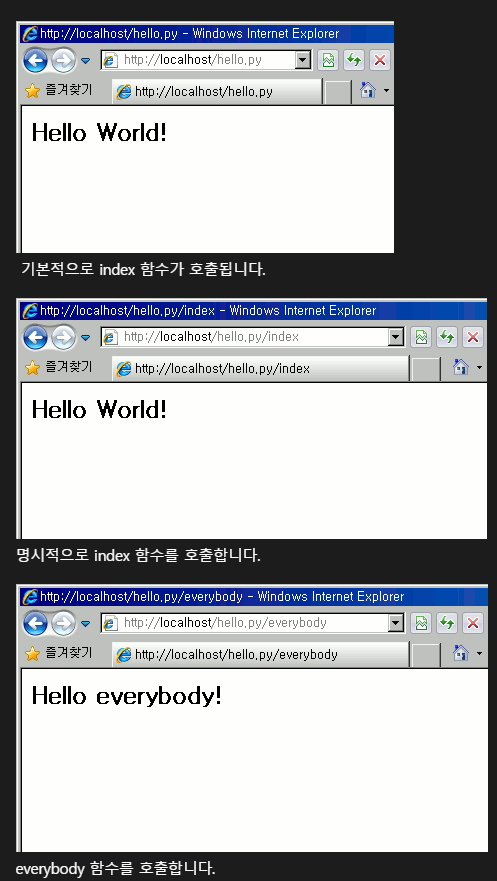 http://localhost/hello.py - Windows Internet Explorer
http://localhost/hello.py
즐겨찾기
http://localhost/hello.py
Hello World!
기본적으로 index 함수가 호출됩니다.
http://localhost/hello.py/index - Windows Internet Explorer
http://localhost/hello.py/index
즐겨찾기
http://localhost/hello.py/index
Hello World!
명시적으로 index 함수를 호출합니다.
http://localhost/hello.py/everybody - Windows Internet Explorer
http://localhost/hello.py/everybody
즐겨찾기
http://localhost/hello.py/everybody
Hello everybody!
everybody 함수를 호출합니다.